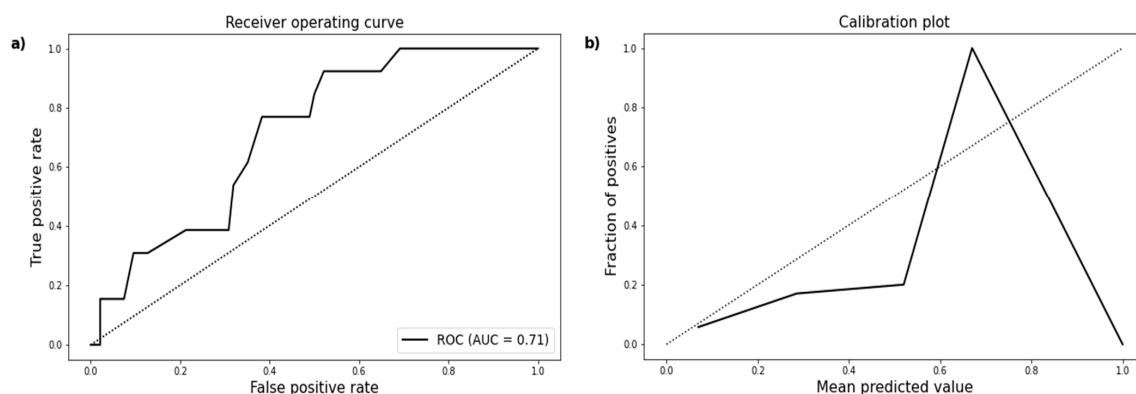 Receiver operating curve
a)
1.0
0.8
0.6
0.4
0.2
0.0
True positive rate
ROC (AUC = 0.71)
0.0 0.2 0.4 0.6 0.8 1.0
False positive rate
Calibration plot
b)
1.0
0.8
0.6
0.4
0.2
0.0
Fraction of positives
0.0 0.2 0.4 0.6 0.8 1.0
Mean predicted value